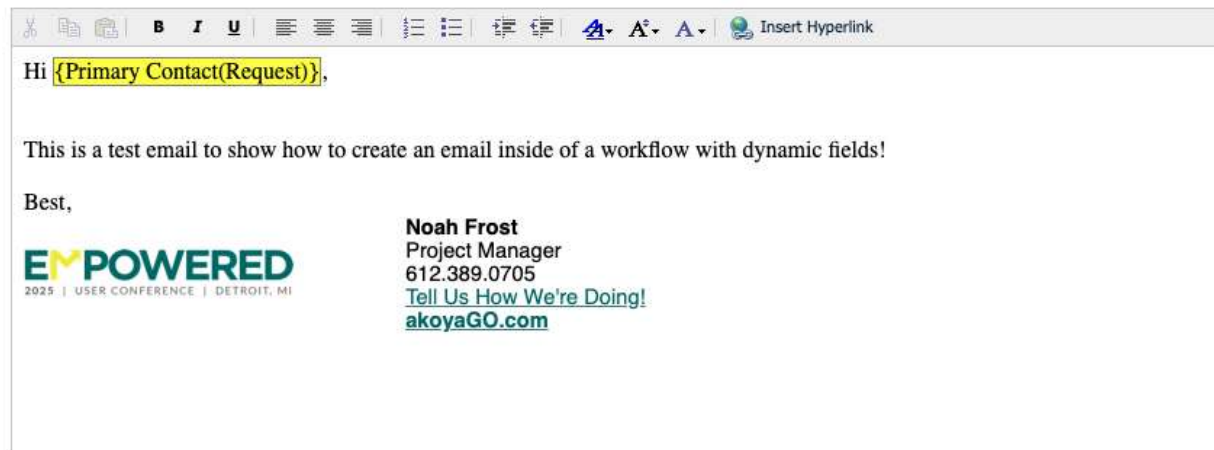 B I U A A A Insert Hyperlink
Hi {Primary Contact(Request)},
This is a test email to show how to create an email inside of a workflow with dynamic fields!
Best,
Noah Frost
Project Manager
612.389.0705
Tell Us How We're Doing!
akoyaGO.com
EMPOWERED
2025 | USER CONFERENCE | DETROIT, MI